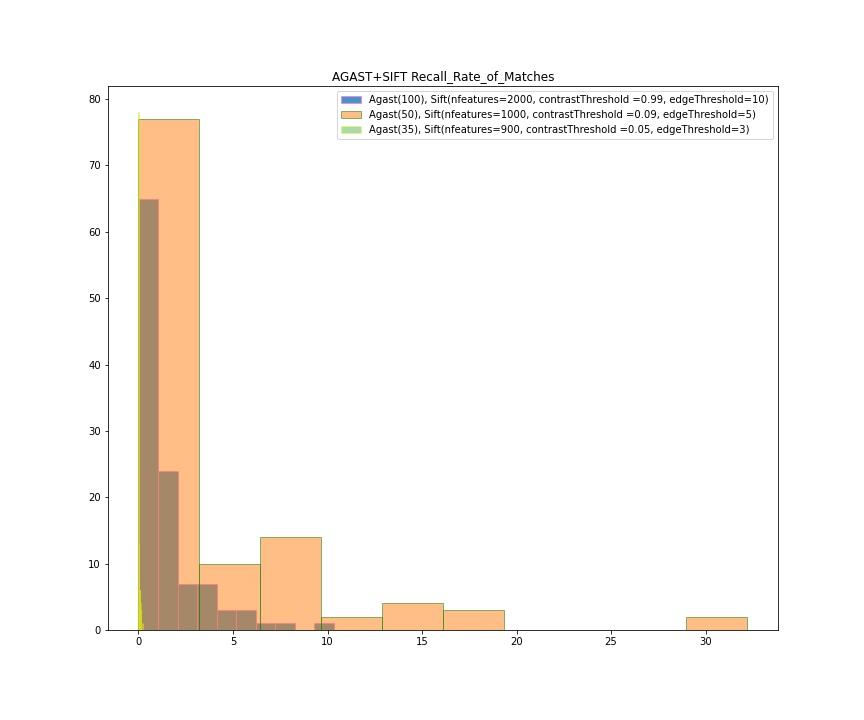 AGAST+SIFT Recall_Rate_of_Matches
Agast(100), Sift(nfeatures=2000, contrastThreshold =0.99, edgeThreshold=10)
Agast(50), Sift(nfeatures=1000, contrastThreshold =0.09, edgeThreshold=5)
Agast(35), Sift(nfeatures=900, contrastThreshold =0.05, edgeThreshold=3)
80
70
60
50
40
30
20
10
0
0 5 10 15 20 25 30